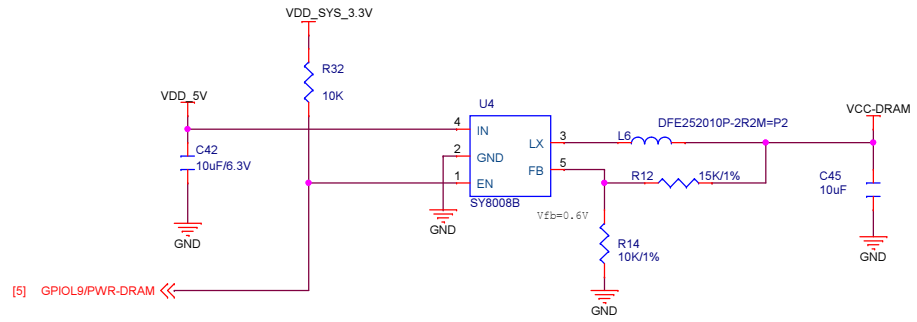 VDD_SYS_3.3V
R32
10K
VDD_5V
U4
VCC-DRAM
DFE252010P-2R2M=P2
4
IN
LX
3
L6
C42
10uF/6.3V
2
GND
FB
5
R12
15K/1%
C45
10uF
1
EN
SY8008B
Vfb=0.6V
GND
GND
R14
10K/1%
GND
[5] GPIOL9/PWR-DRAM
GND